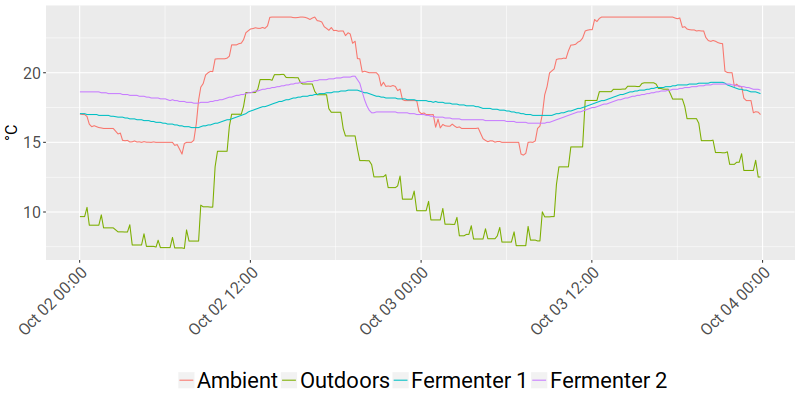 °C
20
15
10
Oct 02 00:00
Oct 02 12:00
Oct 03 00:00
Oct 03 12:00
Oct 04 00:00
Ambient Outdoors Fermenter 1 Fermenter 2